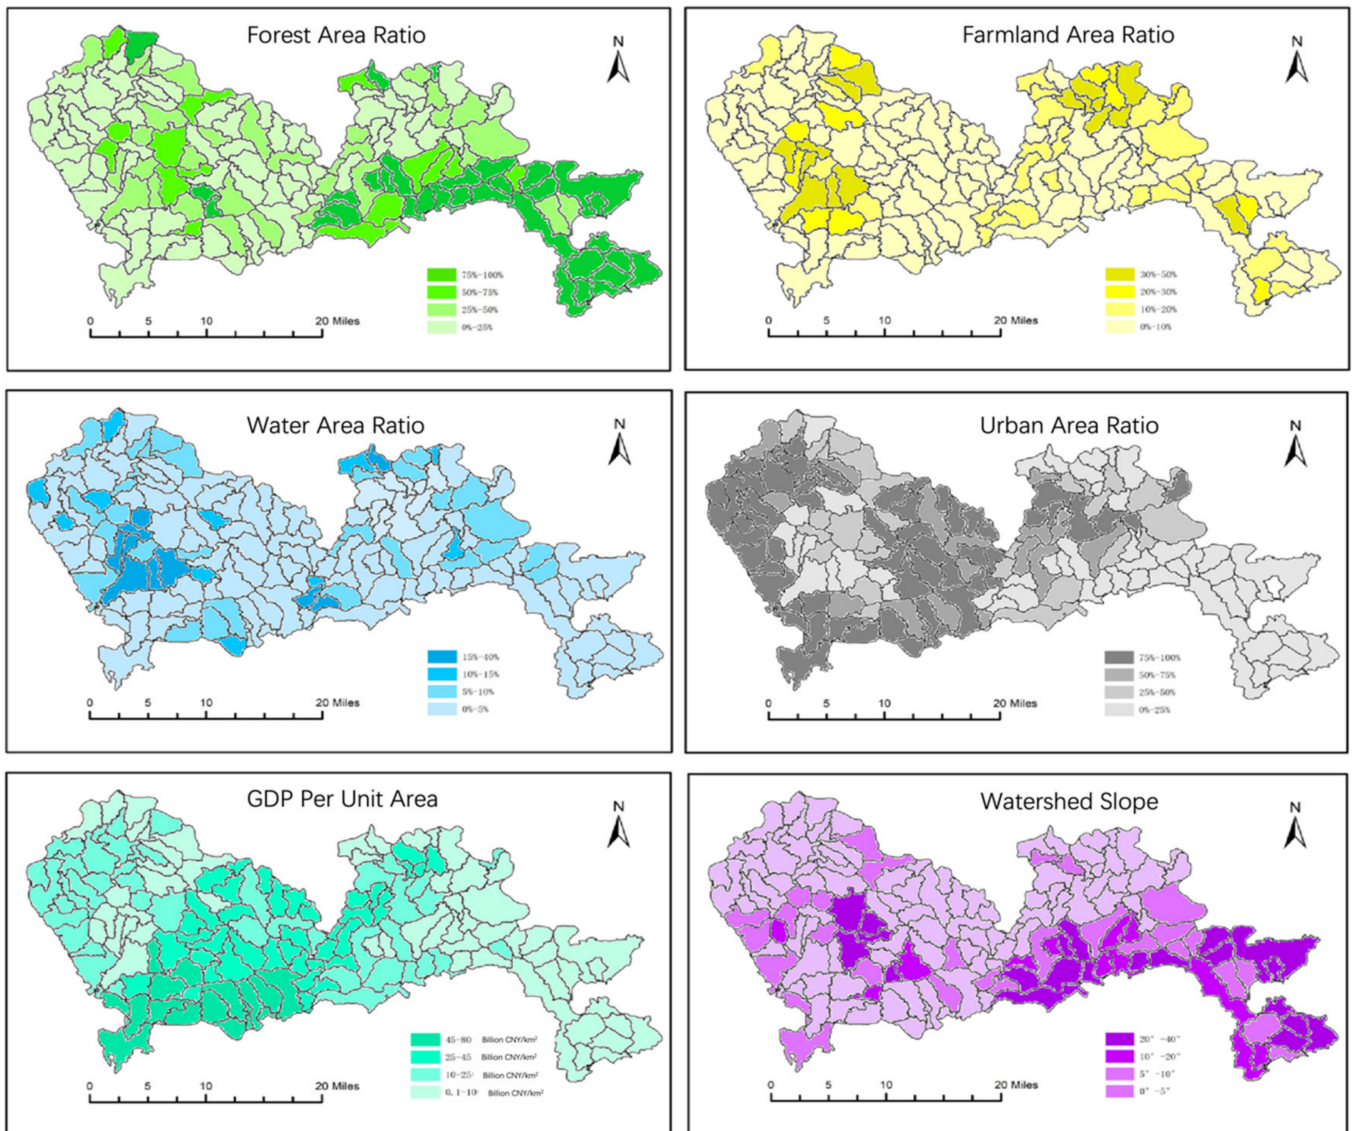 Forest Area Ratio
N
75%-100%
50%-75%
25%-50%
0%-25%
0 5 10 20 Miles
Farmland Area Ratio
N
30%-50%
20%-30%
10%-20%
0%-10%
0 5 10 20 Miles
Water Area Ratio
N
15%-40%
10%-15%
5%-10%
0%-5%
0 5 10 20 Miles
Urban Area Ratio
N
75%-100%
50%-75%
25%-50%
0%-25%
0 5 10 20 Miles
GDP Per Unit Area
N
45-80 Billion CNY/km²
25-45 Billion CNY/km²
10-25 Billion CNY/km²
0.1-10 Billion CNY/km²
0 5 10 20 Miles
Watershed Slope
N
20° -40°
10° -20°
5° -10°
0° -5°
0 5 10 20 Miles